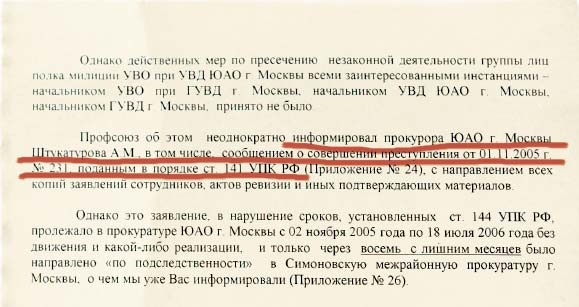 Однако действенных мер по пресечению незаконной деятельности группы лиц
полка милиции УВО при УВД ЮАО г. Москвы всеми заинтересованными инстанциями –
начальником УВО при ГУВД г. Москвы, начальником УВД ЮАО г. Москвы,
начальником ГУВД г. Москвы, принято не было.
Профсоюз об этом неоднократно информировал прокурора ЮАО г. Москвы
Штукатурова А.М., в том числе, сообщением о совершении преступления от 01.11.2005 г.
№ 231, поданным в порядке ст. 141 УПК РФ (Приложение № 24), с направлением всех
копий заявлений сотрудников, актов ревизии и иных подтверждающих материалов.
Однако это заявление, в нарушение сроков, установленных ст. 144 УПК РФ,
пролежало в прокуратуре ЮАО г. Москвы с 02 ноября 2005 года по 18 июля 2006 года без
движения и какой-либо реализации, и только через восемь с лишним месяцев было
направлено «по подследственности» в Симоновскую межрайонную прокуратуру г.
Москвы, о чем мы уже Вас информировали (Приложение № 26).